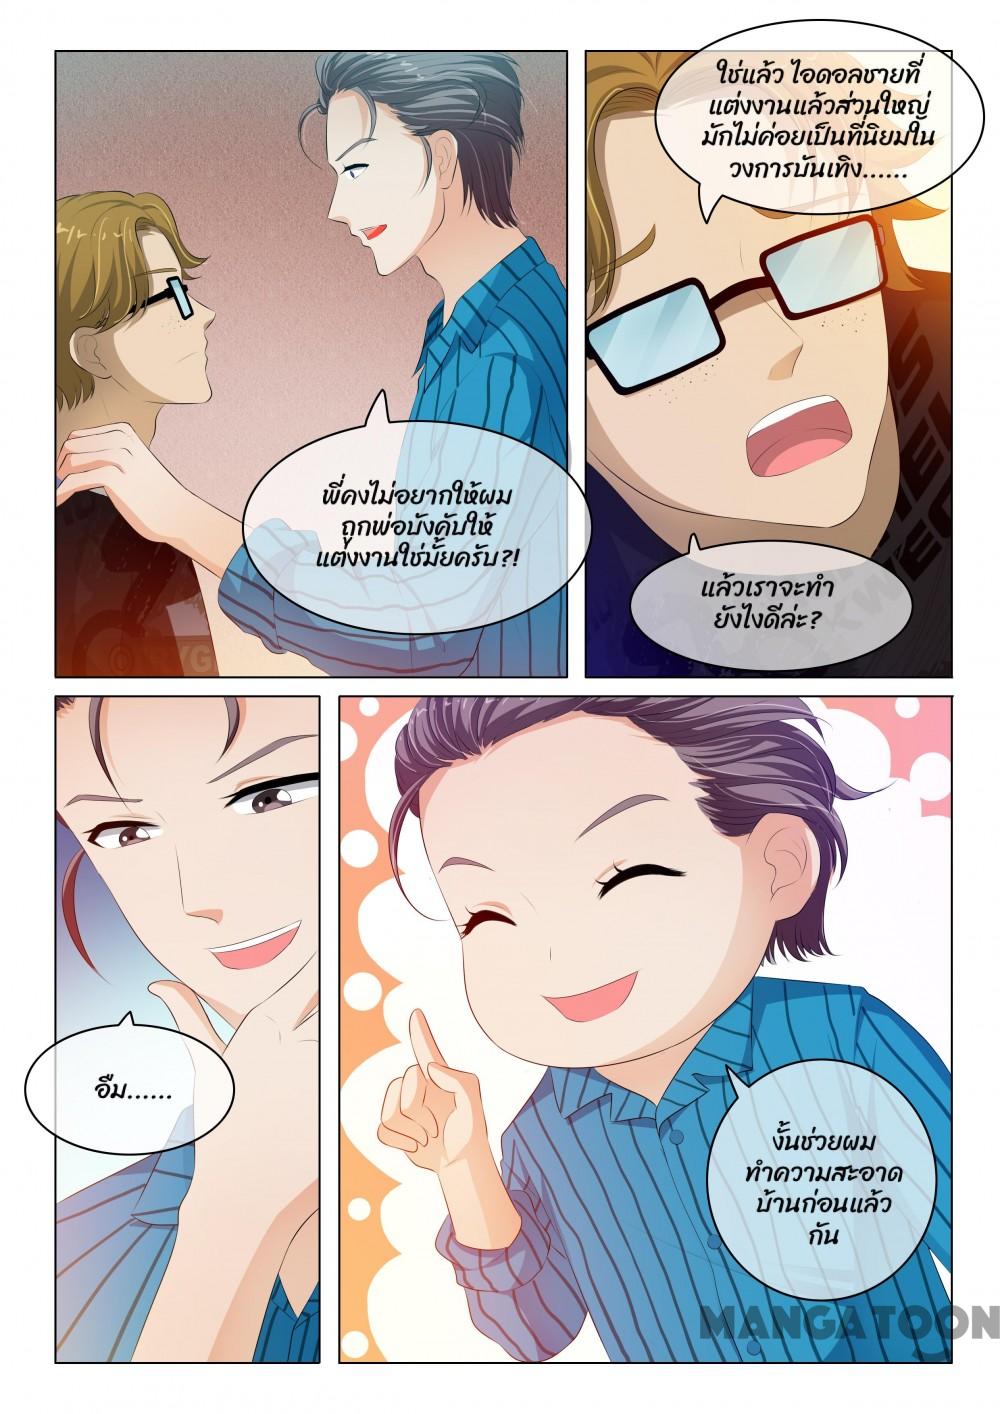 พี่คงไม่อยากให้ผม
ถูกพ่อบังคับให้
แต่งงานใช่มั้ยครับ?!
ใช่แล้ว ไอดอลชายที่
แต่งงานแล้วส่วนใหญ่
มักไม่ค่อยเป็นที่นิยมใน
วงการบันเทิง......
แล้วเราจะทำ
ยังไงดีล่ะ?
อืม......
งั้นช่วยผม
ทำความสะอาด
บ้านก่อนแล้ว
กัน
MANGATOON